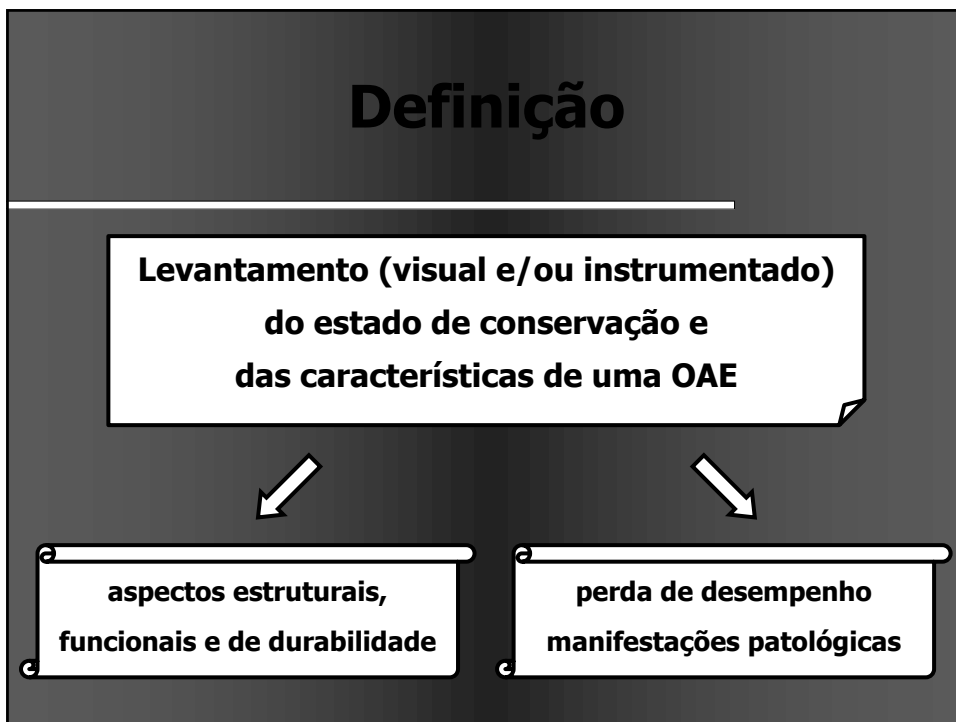 Definição
Levantamento (visual e/ou instrumentado)
do estado de conservação e
das características de uma OAE
aspectos estruturais,
funcionais e de durabilidade
perda de desempenho
manifestações patológicas